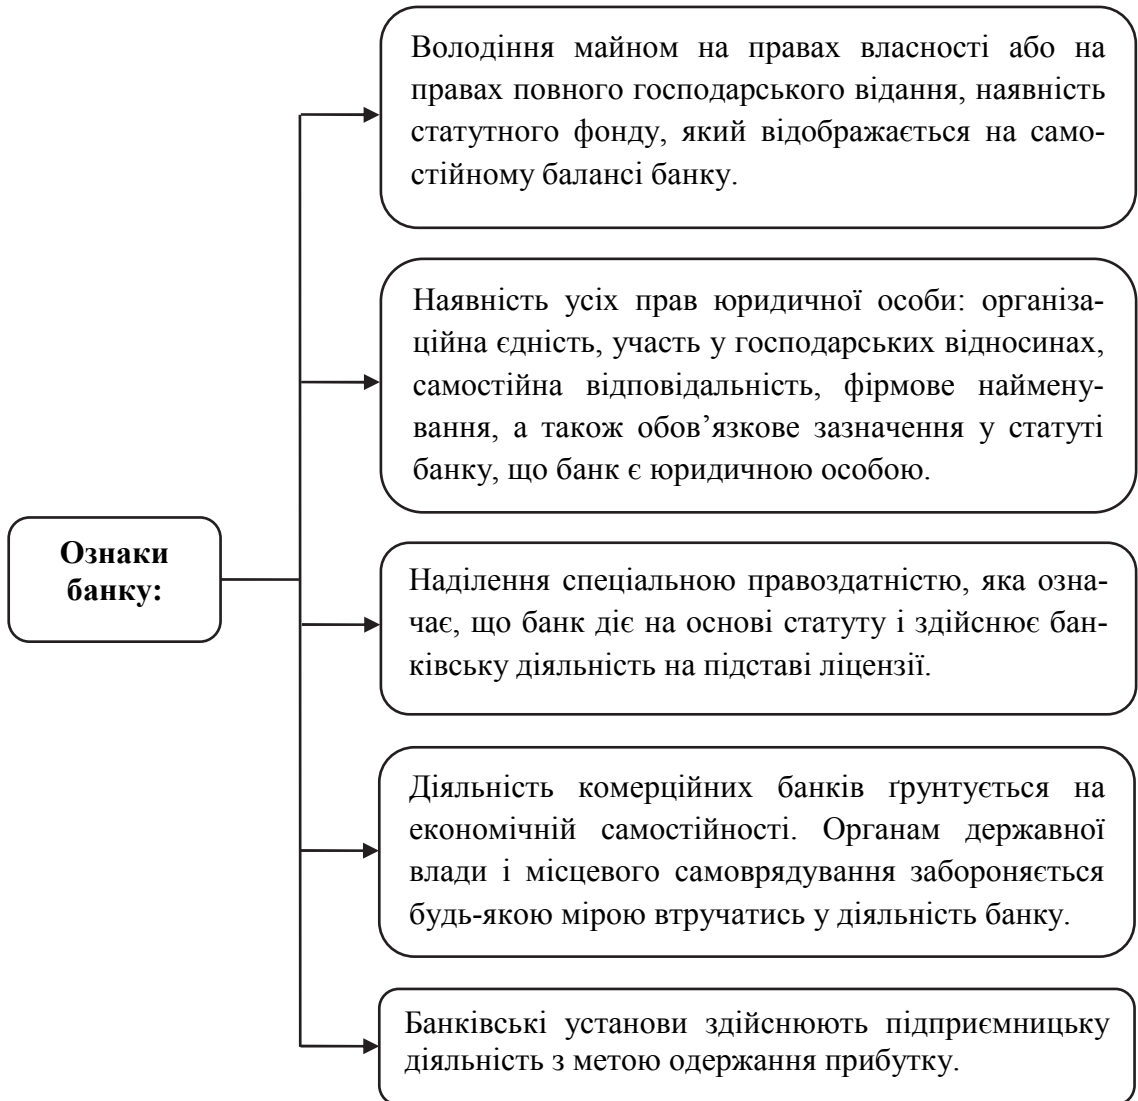 Володіння майном на правах власності або на
правах повного господарського відання, наявність
статутного фонду, який відображається на само-
стійному балансі банку.
Наявність усіх прав юридичної особи: організа-
ційна єдність, участь у господарських відносинах,
самостійна відповідальність, фірмове наймену-
вання, а також обов’язкове зазначення у статуті
банку, що банк є юридичною особою.
Ознаки
банку:
Наділення спеціальною правоздатністю, яка озна-
чає, що банк діє на основі статуту і здійснює бан-
ківську діяльність на підставі ліцензії.
Діяльність комерційних банків ґрунтується на
економічній самостійності. Органам державної
влади і місцевого самоврядування забороняється
будь-якою мірою втручатись у діяльність банку.
Банківські установи здійснюють підприємницьку
діяльність з метою одержання прибутку.